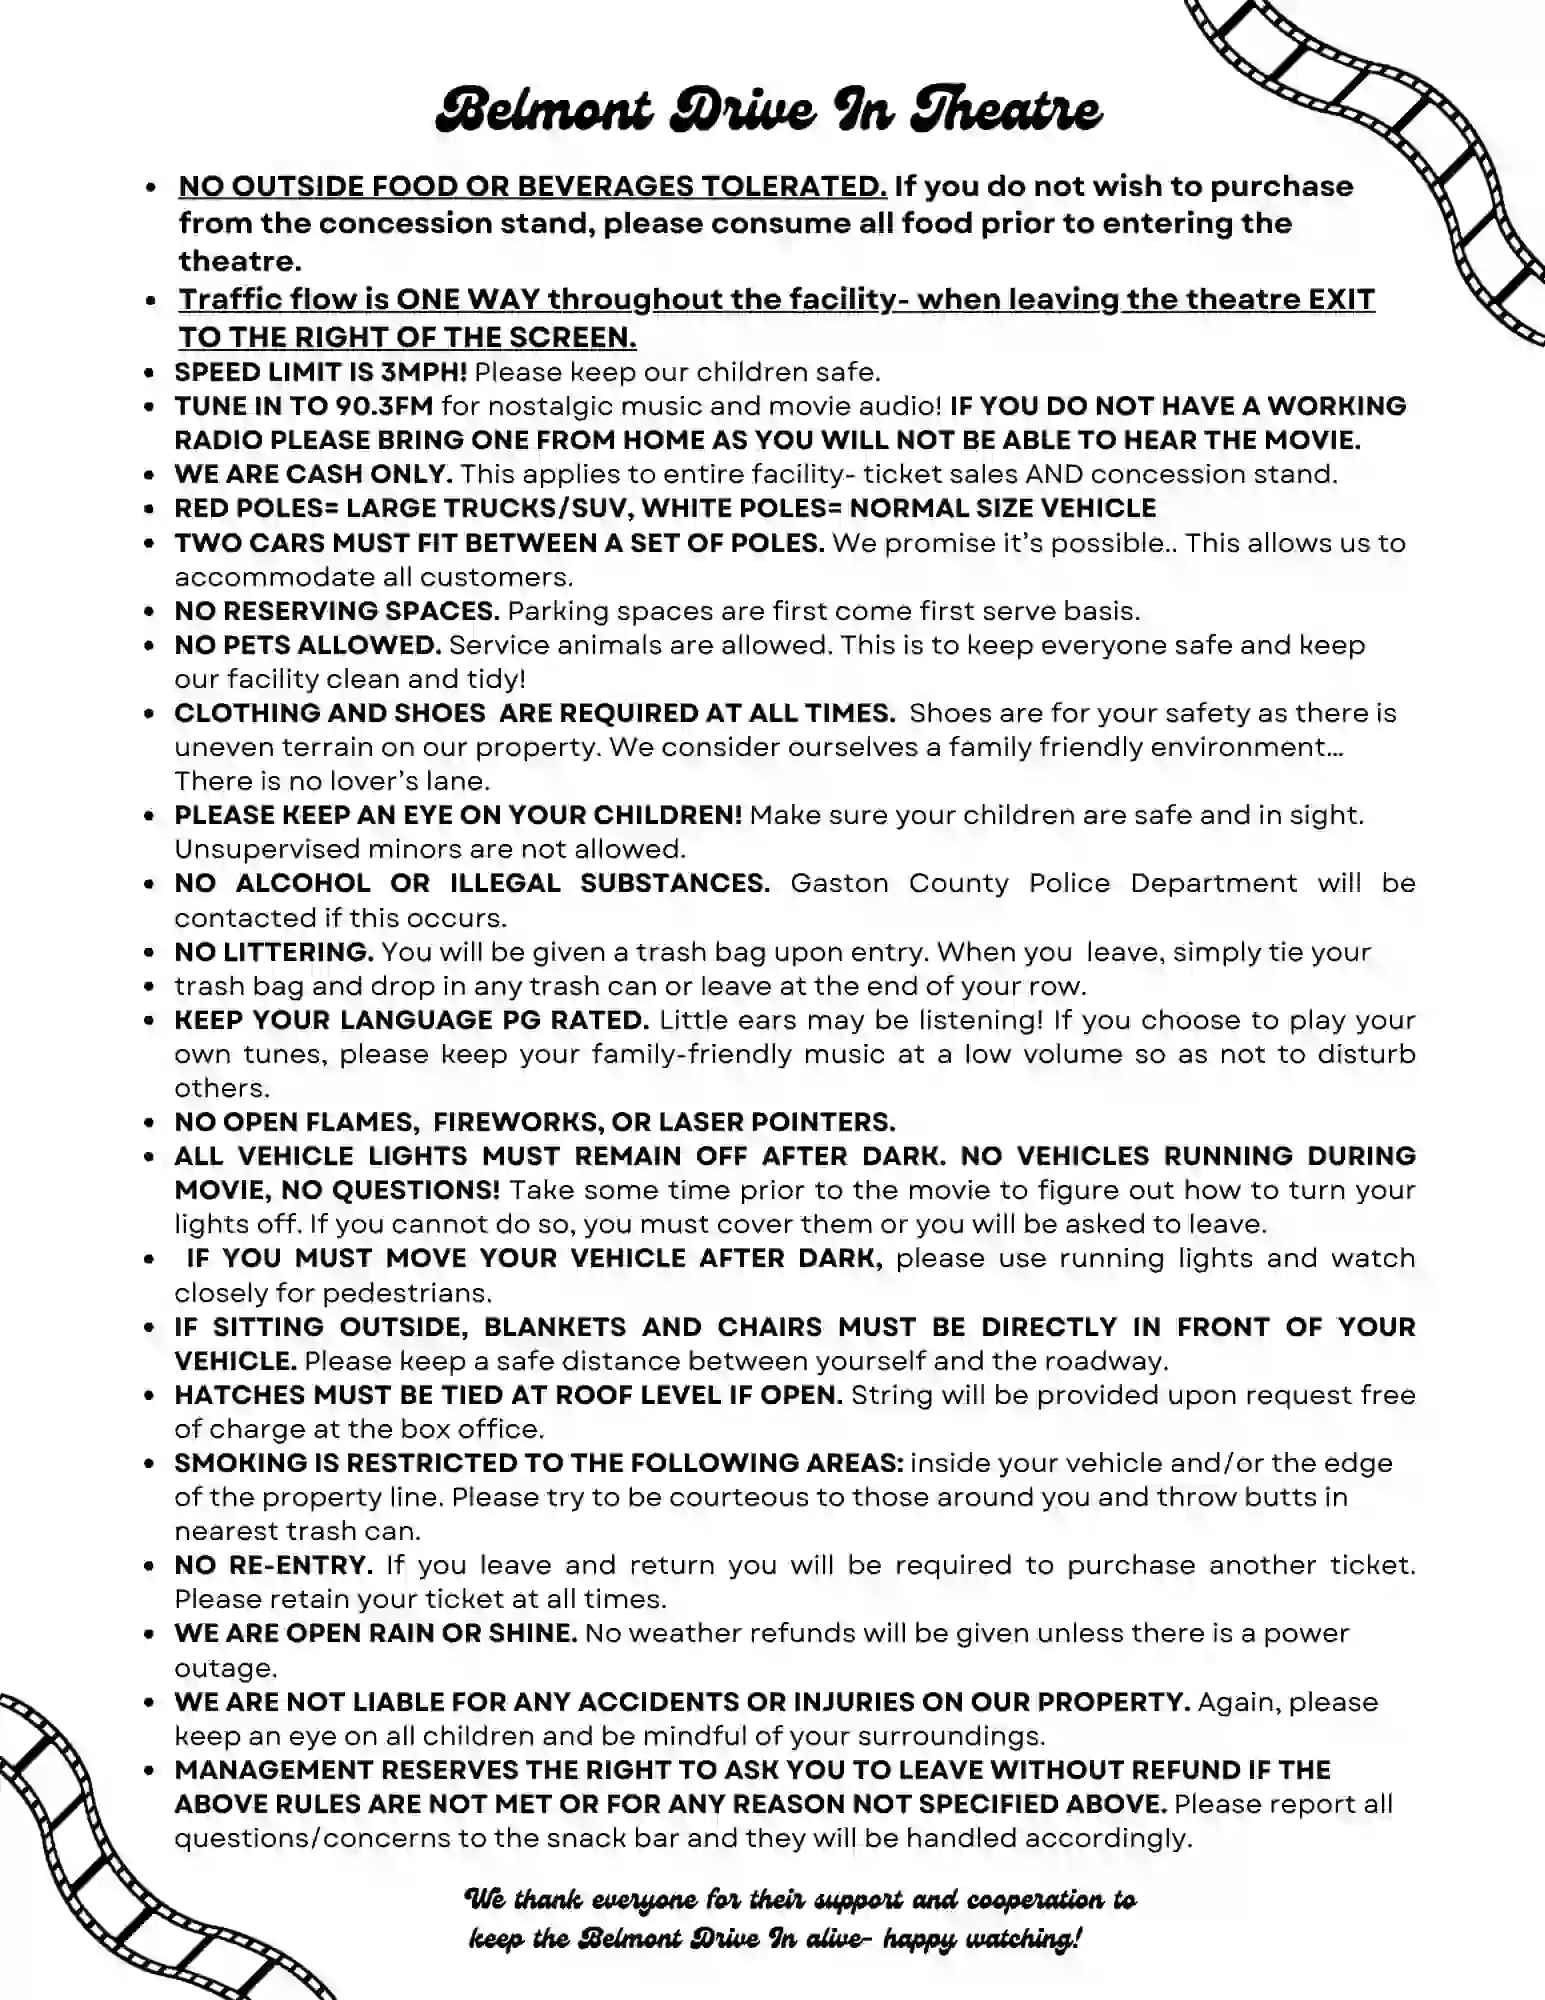 Belmont Drive In Theatre
• NO OUTSIDE FOOD OR BEVERAGES TOLERATED. If you do not wish to purchase
from the concession stand, please consume all food prior to entering the
theatre.
• Traffic flow is ONE WAY throughout the facility- when leaving the theatre EXIT
TO THE RIGHT OF THE SCREEN.
• SPEED LIMIT IS 3MPH! Please keep our children safe.
• TUNE IN TO 90.3FM for nostalgic music and movie audio! IF YOU DO NOT HAVE A WORKING
RADIO PLEASE BRING ONE FROM HOME AS YOU WILL NOT BE ABLE TO HEAR THE MOVIE.
• WE ARE CASH ONLY. This applies to entire facility- ticket sales AND concession stand.
• RED POLES= LARGE TRUCKS/SUV, WHITE POLES= NORMAL SIZE VEHICLE
• TWO CARS MUST FIT BETWEEN A SET OF POLES. We promise it's possible.. This allows us to
accommodate all customers.
• NO RESERVING SPACES. Parking spaces are first come first serve basis.
• NO PETS ALLOWED. Service animals are allowed. This is to keep everyone safe and keep
our facility clean and tidy!
• CLOTHING AND SHOES ARE REQUIRED AT ALL TIMES. Shoes are for your safety as there is
uneven terrain on our property. We consider ourselves a family friendly environment...
There is no lover's lane.
• PLEASE KEEP AN EYE ON YOUR CHILDREN! Make sure your children are safe and in sight.
Unsupervised minors are not allowed.
• NO ALCOHOL OR ILLEGAL SUBSTANCES. Gaston County Police Department will be
contacted if this occurs.
• NO LITTERING. You will be given a trash bag upon entry. When you leave, simply tie your
• trash bag and drop in any trash can or leave at the end of your row.
• KEEP YOUR LANGUAGE PG RATED. Little ears may be listening! If you choose to play your
own tunes, please keep your family-friendly music at a low volume so as not to disturb
others.
• NO OPEN FLAMES, FIREWORKS, OR LASER POINTERS.
• ALL VEHICLE LIGHTS MUST REMAIN OFF AFTER DARK. NO VEHICLES RUNNING DURING
MOVIE, NO QUESTIONS! Take some time prior to the movie to figure out how to turn your
lights off. If you cannot do so, you must cover them or you will be asked to leave.
• IF YOU MUST MOVE YOUR VEHICLE AFTER DARK, please use running lights and watch
closely for pedestrians.
• IF SITTING OUTSIDE, BLANKETS AND CHAIRS MUST BE DIRECTLY IN FRONT OF YOUR
VEHICLE. Please keep a safe distance between yourself and the roadway.
• HATCHES MUST BE TIED AT ROOF LEVEL IF OPEN. String will be provided upon request free
of charge at the box office.
• SMOKING IS RESTRICTED TO THE FOLLOWING AREAS: inside your vehicle and/or the edge
of the property line. Please try to be courteous to those around you and throw butts in
nearest trash can.
• NO RE-ENTRY. If you leave and return you will be required to purchase another ticket.
Please retain your ticket at all times.
• WE ARE OPEN RAIN OR SHINE. No weather refunds will be given unless there is a power
outage.
• WE ARE NOT LIABLE FOR ANY ACCIDENTS OR INJURIES ON OUR PROPERTY. Again, please
keep an eye on all children and be mindful of your surroundings.
• MANAGEMENT RESERVES THE RIGHT TO ASK YOU TO LEAVE WITHOUT REFUND IF THE
ABOVE RULES ARE NOT MET OR FOR ANY REASON NOT SPECIFIED ABOVE. Please report all
questions/concerns to the snack bar and they will be handled accordingly.
We thank everyone for their support and cooperation to
keep the Belmont Drive In alive- happy watching!